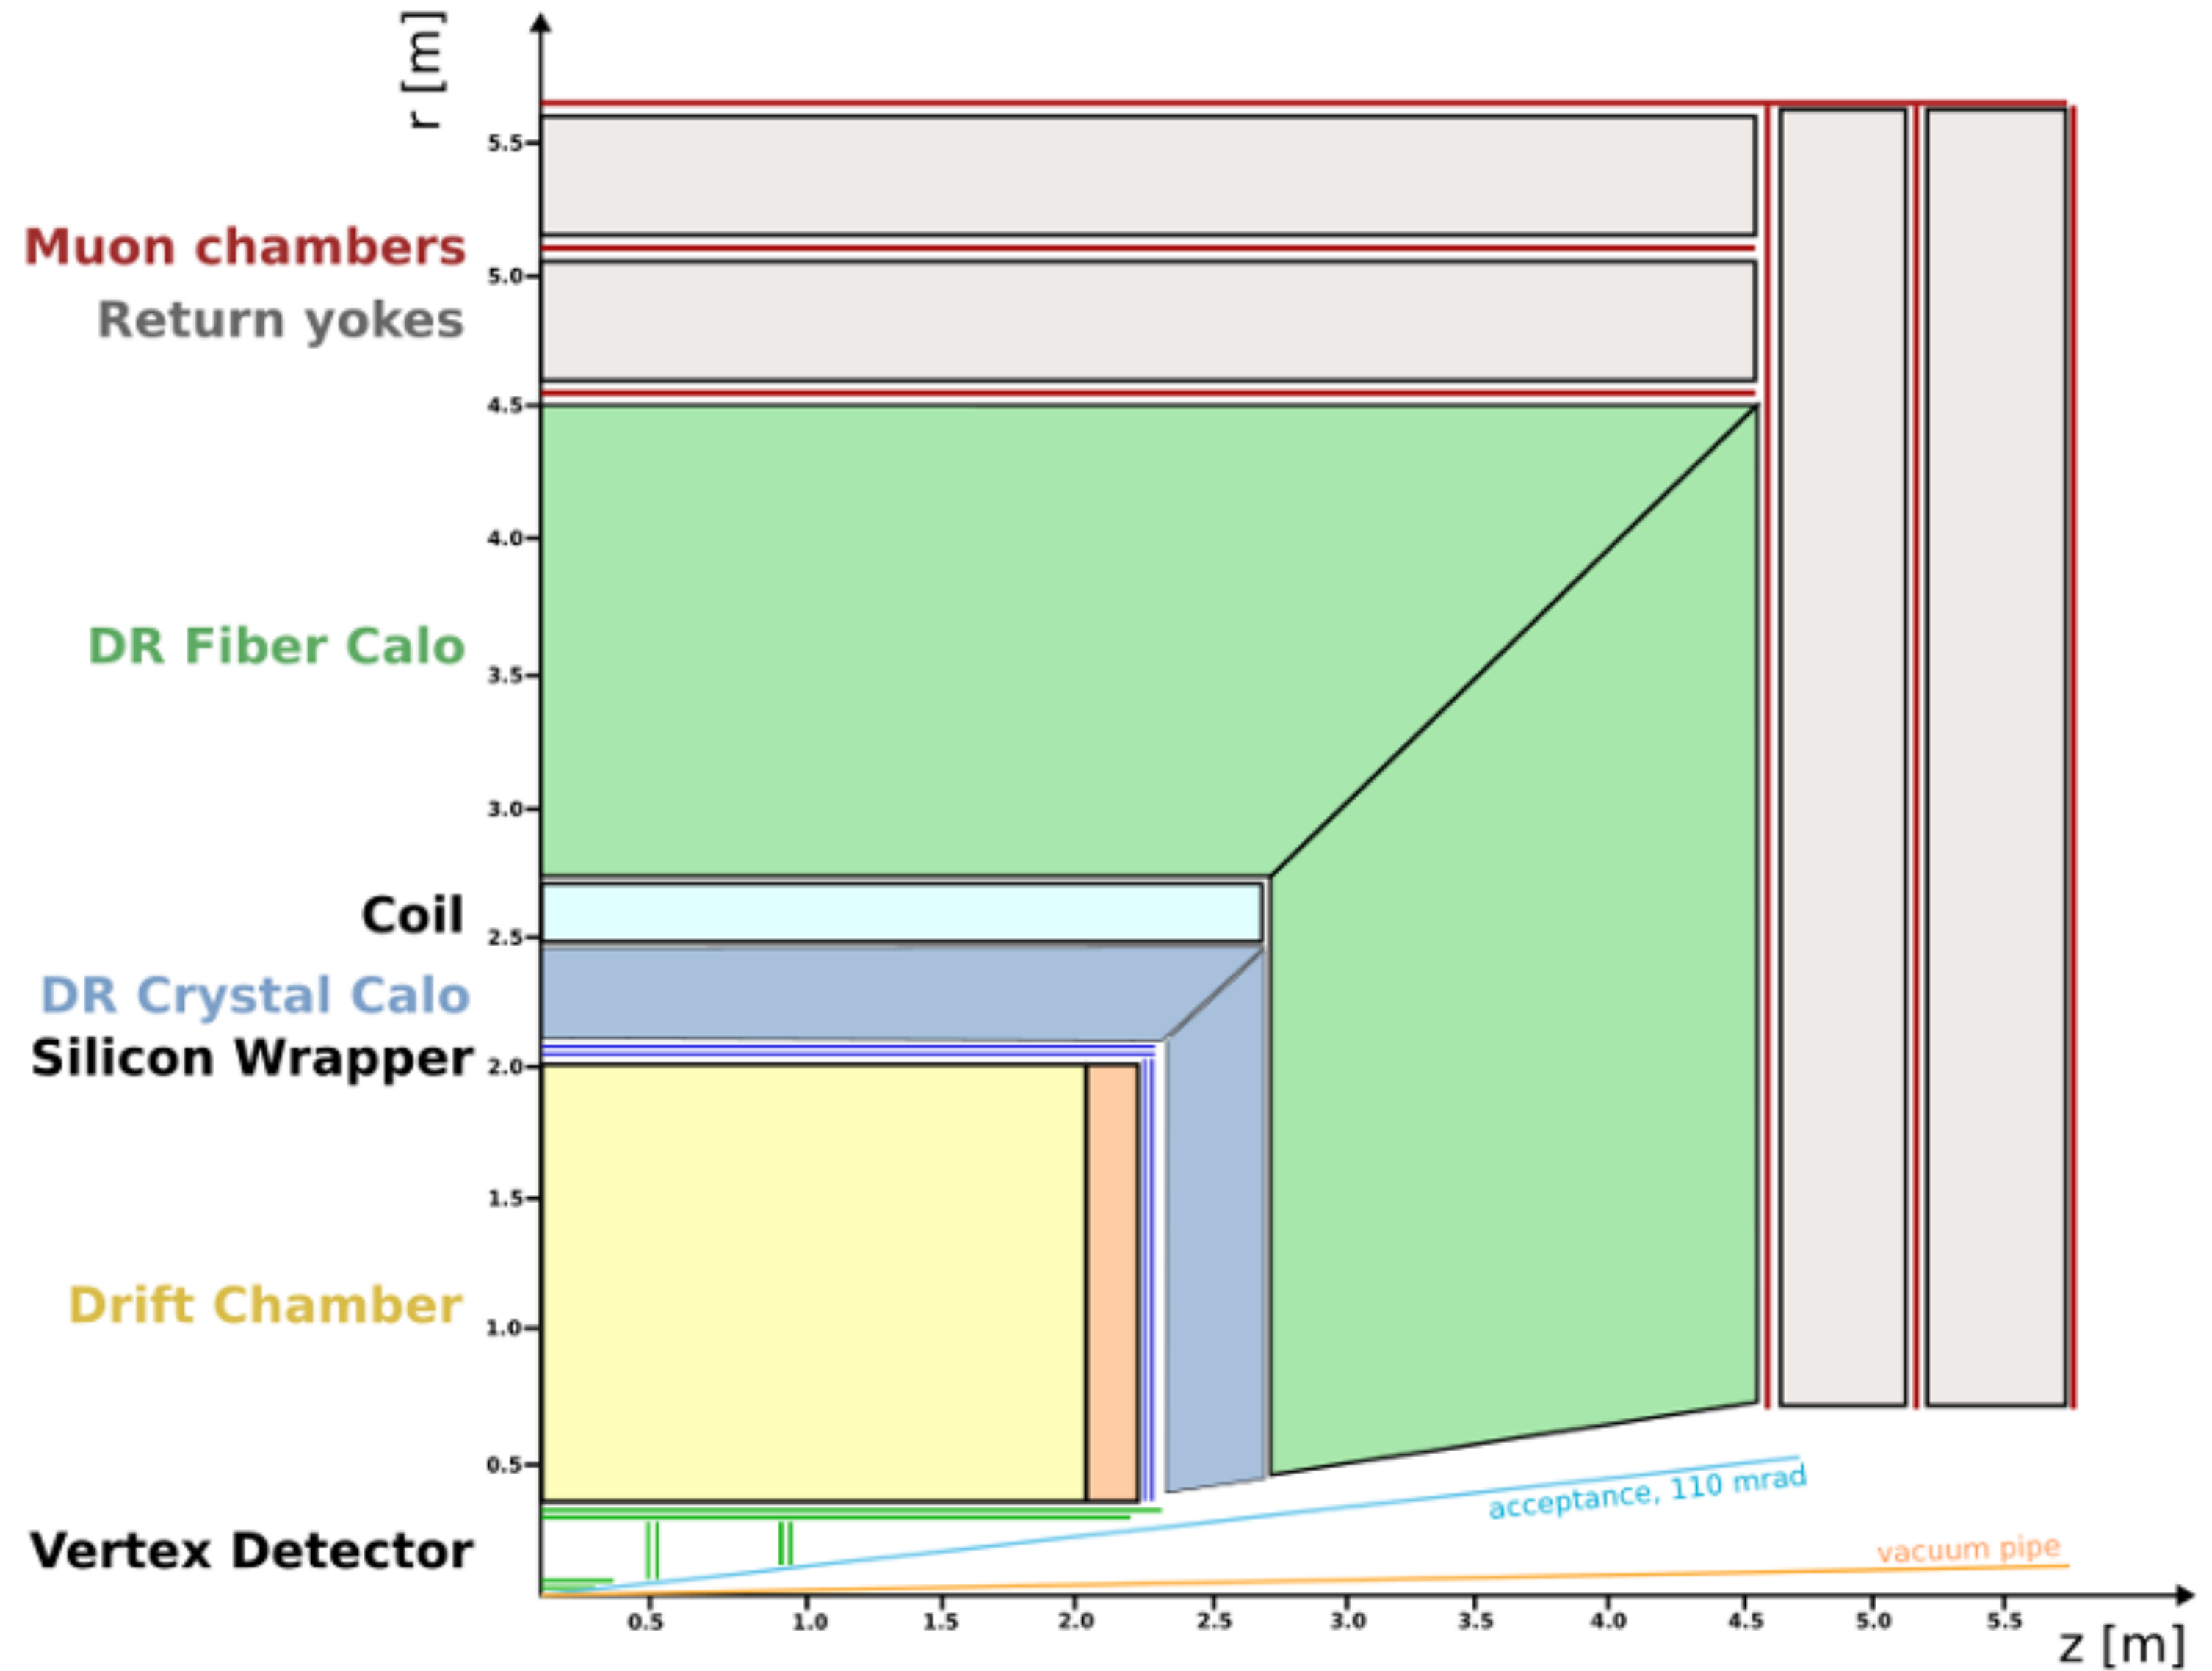 r [m]
5.5
Muon chambers
5.0
Return yokes
4.5
4.0
DR Fiber Calo
3.5
3.0
Coil
2.5
DR Crystal Calo
Silicon Wrapper
2.0
1.5
Drift Chamber
1.0
0.5
acceptance, 110 mrad
Vertex Detector
vacuum pipe
0.5 1.0 1.5 2.0 2.5 3.0 3.5 4.0 4.5 5.0 5.5
z [m]